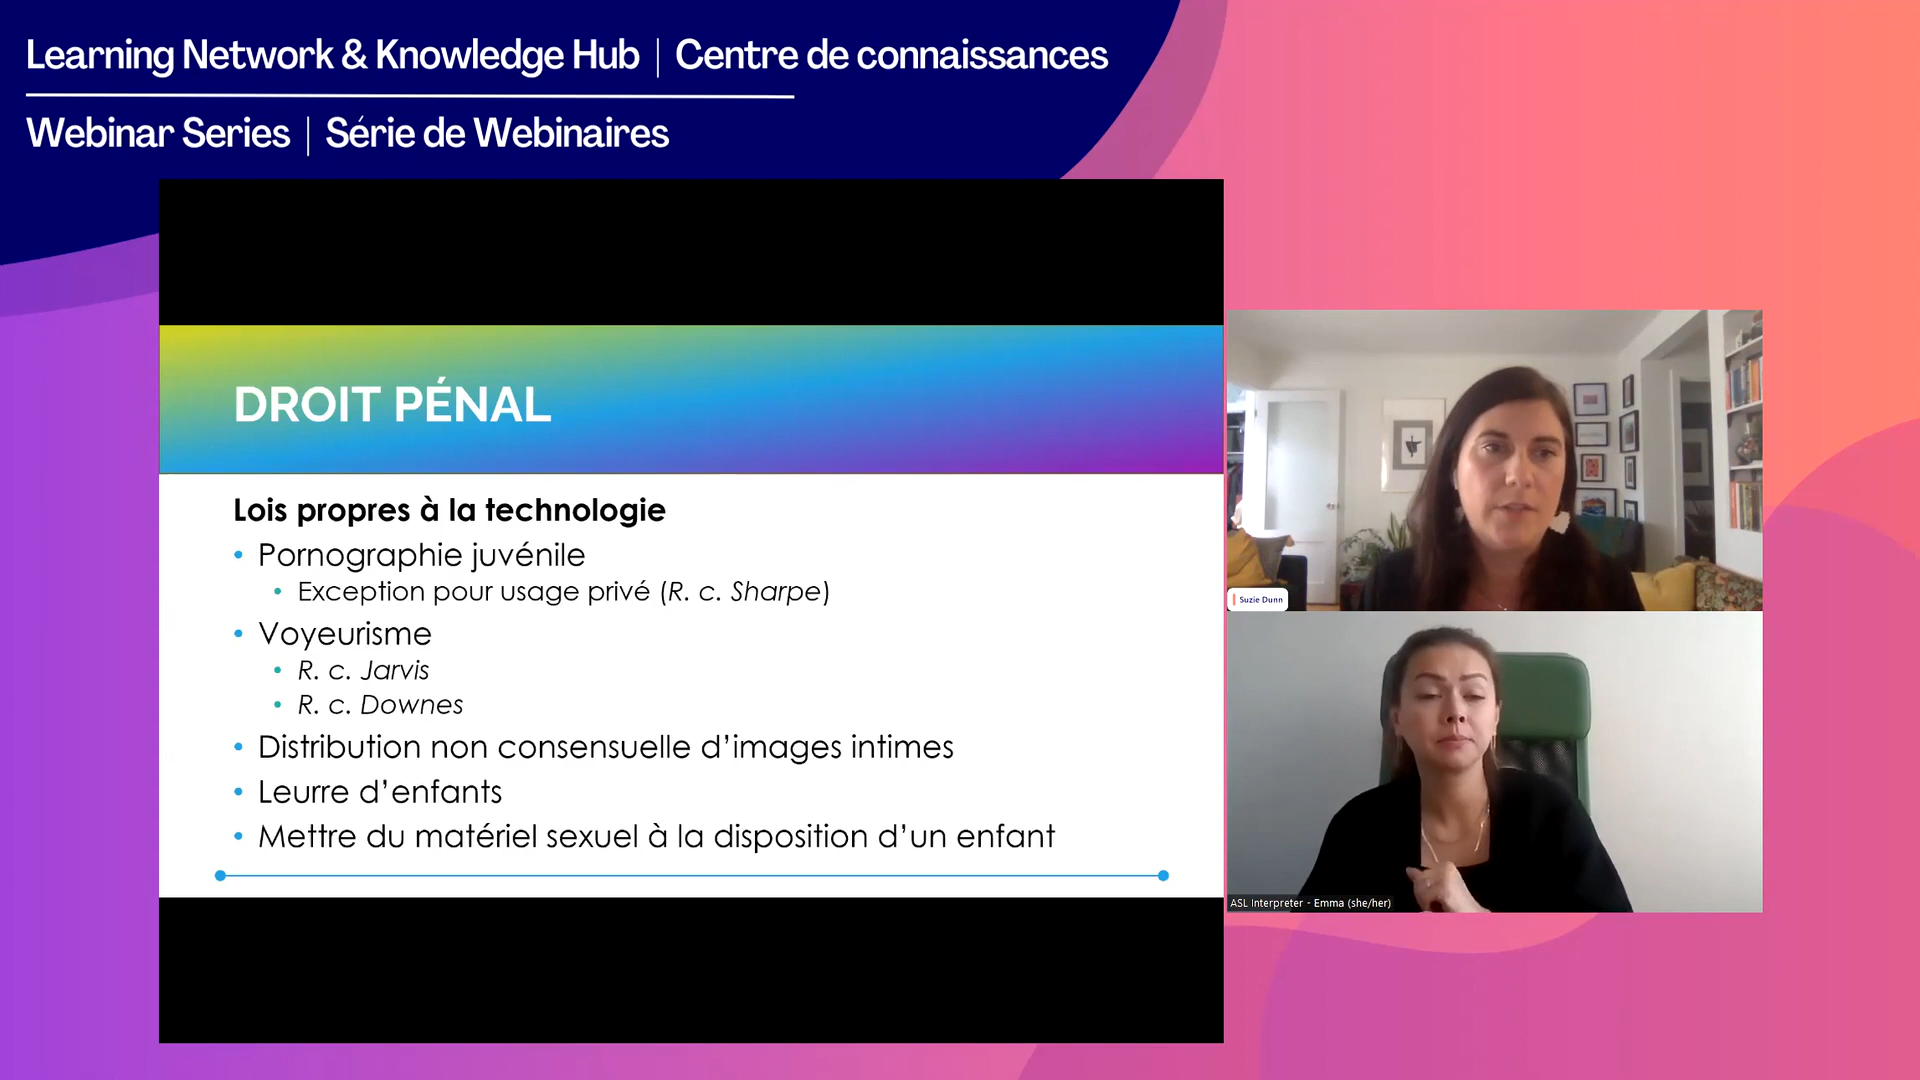 Learning Network & Knowledge Hub | Centre de connaissances
Webinar Series | Série de Webinaires
DROIT PÉNAL
Lois propres à la technologie
• Pornographie juvénile
• Exception pour usage privé (R. c. Sharpe)
• Voyeurisme
• R. c. Jarvis
• R. c. Downes
• Distribution non consensuelle d’images intimes
• Leurre d’enfants
• Mettre du matériel sexuel à la disposition d’un enfant
Suzie Dunn
ASL Interpreter - Emma (she/her)